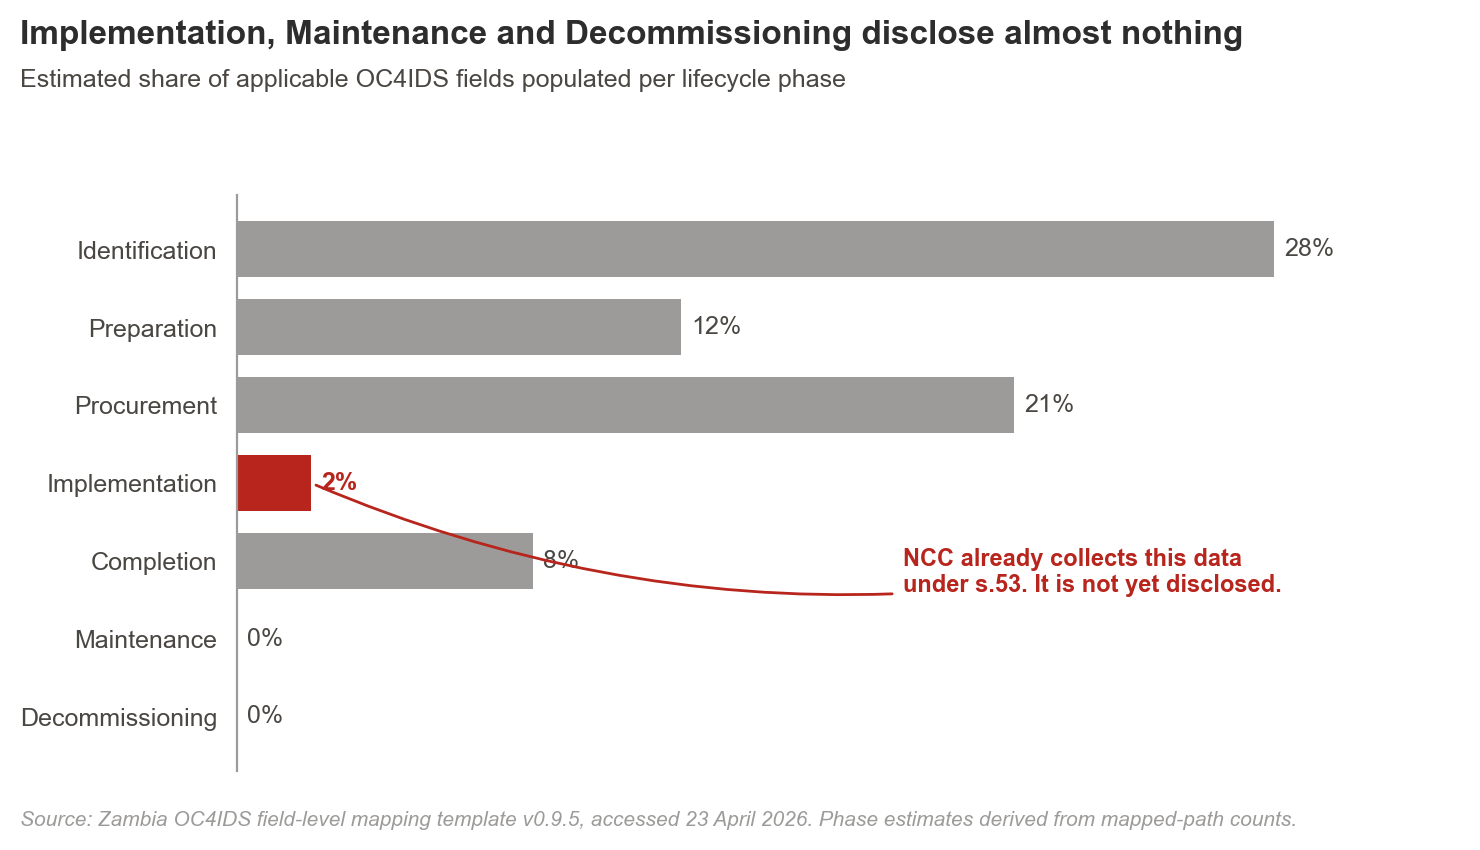 Implementation, Maintenance and Decommissioning disclose almost nothing
Estimated share of applicable OC4IDS fields populated per lifecycle phase
Identification 28%
Preparation 12%
Procurement 21%
Implementation 2%
Completion 8%
NCC already collects this data
under s.53. It is not yet disclosed.
Maintenance 0%
Decommissioning 0%
Source: Zambia OC4IDS field-level mapping template v0.9.5, accessed 23 April 2026. Phase estimates derived from mapped-path counts.